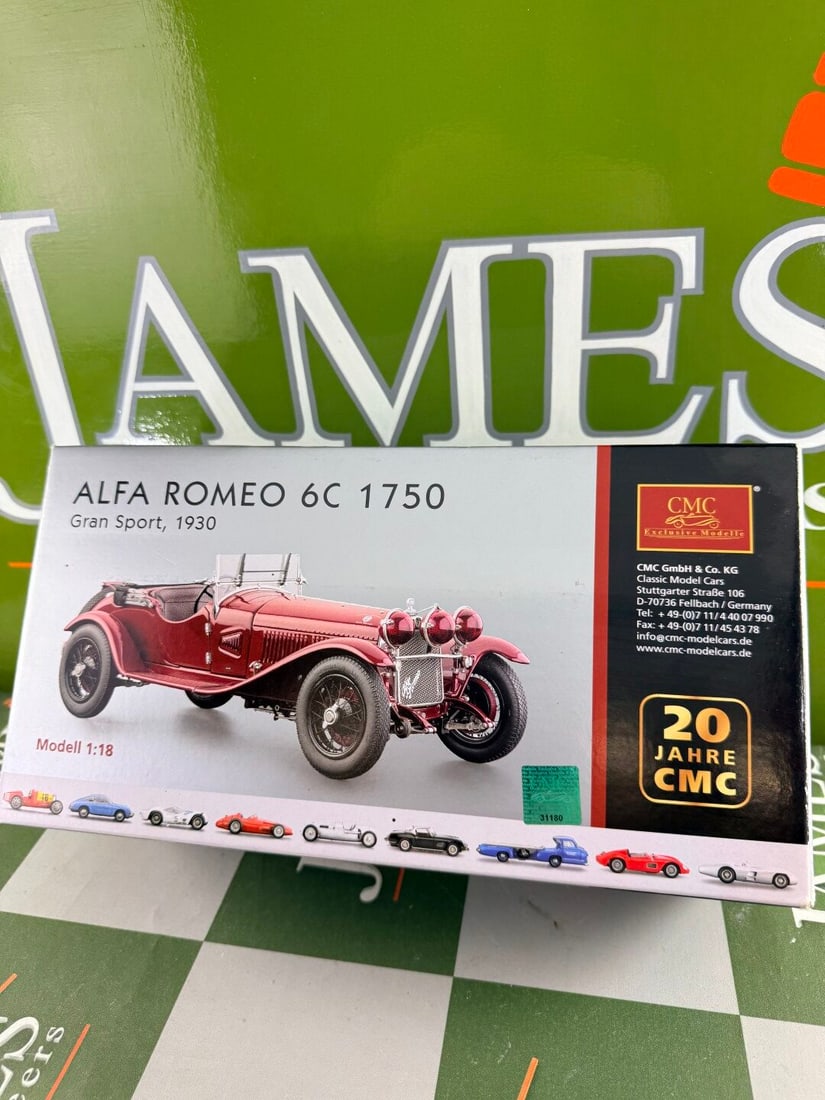 JAMES
ALFA ROMEO 6C 1750
Gran Sport, 1930
Modell 1:18
CMC
Exclusive Modelle
®
CMC GmbH & Co. KG
Classic Model Cars
Stuttgarter Straße 106
D-70736 Fellbach / Germany
Tel: + 49-(0)7 11/4 40 07 990
Fax: + 49-(0)7 11/ 45 43 78
info@cmc-modelcars.de
www.cmc-modelcars.de
20
JAHRE
CMC
31180